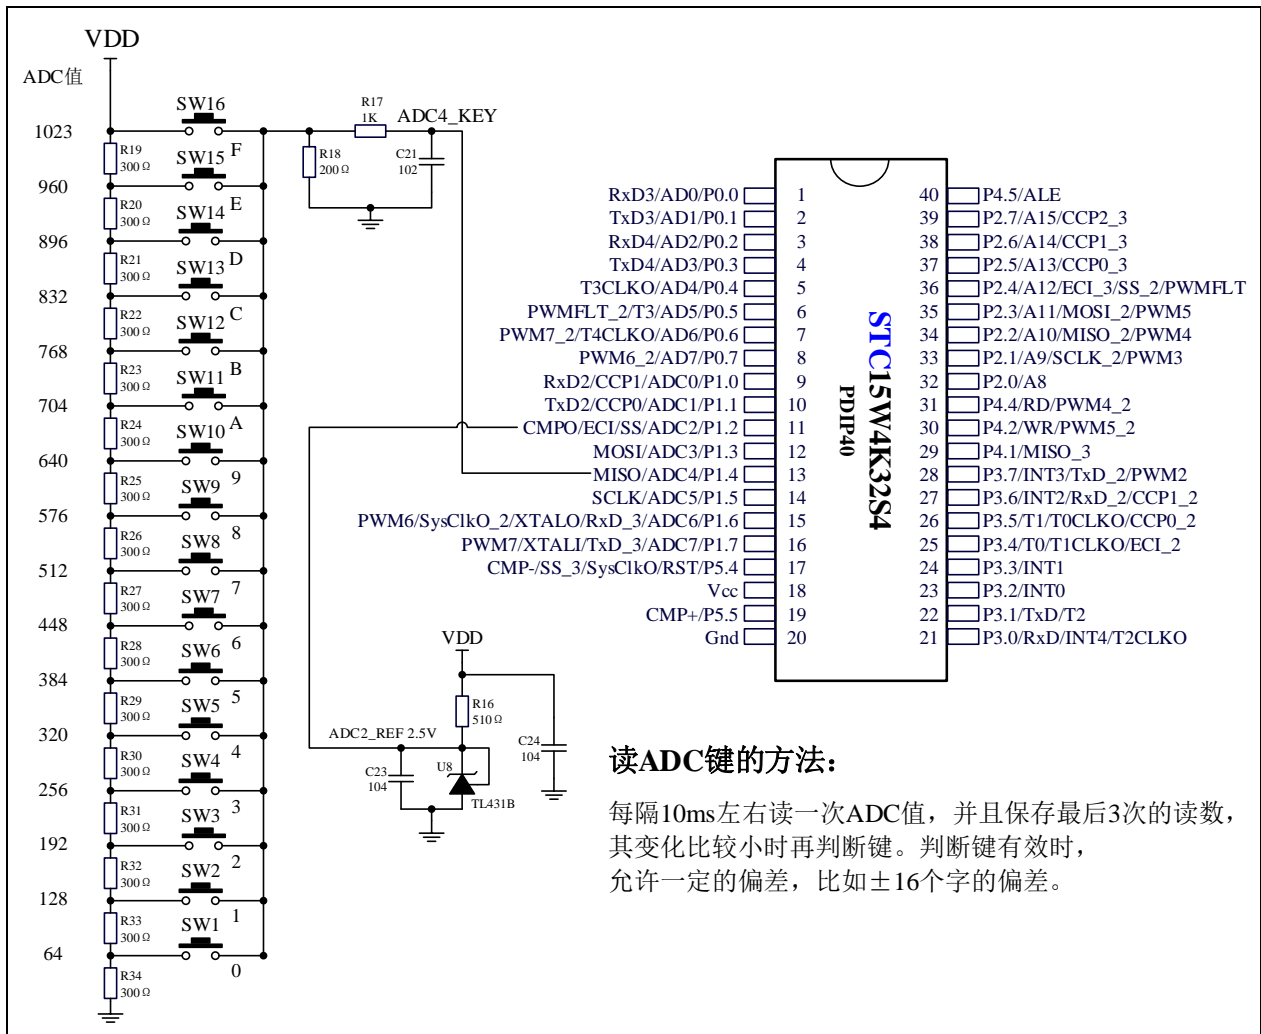 VDD
ADC值
1023
960
896
832
768
704
640
576
512
448
384
320
256
192
128
64
R19
300Ω
R20
300Ω
R21
300Ω
R22
300Ω
R23
300Ω
R24
300Ω
R25
300Ω
R26
300Ω
R27
300Ω
R28
300Ω
R29
300Ω
R30
300Ω
R31
300Ω
R32
300Ω
R33
300Ω
R34
300Ω
SW16
F
SW15
E
SW14
D
SW13
C
SW12
B
SW11
A
SW10
9
SW9
8
SW8
7
SW7
6
SW6
5
SW5
4
SW4
3
SW3
2
SW2
1
SW1
0
R17
1K
ADC4_KEY
R18
200Ω
C21
102
RxD3/AD0/P0.0 1
TxD3/AD1/P0.1 2
RxD4/AD2/P0.2 3
TxD4/AD3/P0.3 4
T3CLKO/AD4/P0.4 5
PWMFLT_2/T3/AD5/P0.5 6
PWM7_2/T4CLKO/AD6/P0.6 7
PWM6_2/AD7/P0.7 8
RxD2/CCP1/ADC0/P1.0 9
TxD2/CCP0/ADC1/P1.1 10
CMPO/ECI/SS/ADC2/P1.2 11
MOSI/ADC3/P1.3 12
MISO/ADC4/P1.4 13
SCLK/ADC5/P1.5 14
PWM6/SysClkO_2/XTALO/RxD_3/ADC6/P1.6 15
PWM7/XTALI/TxD_3/ADC7/P1.7 16
CMP-/SS_3/SysClkO/RST/P5.4 17
Vcc 18
CMP+/P5.5 19
Gnd 20
STC15W4K32S4
PDIP40
40 P4.5/ALE
39 P2.7/A15/CCP2_3
38 P2.6/A14/CCP1_3
37 P2.5/A13/CCP0_3
36 P2.4/A12/ECI_3/SS_2/PWMFLT
35 P2.3/A11/MOSI_2/PWM5
34 P2.2/A10/MISO_2/PWM4
33 P2.1/A9/SCLK_2/PWM3
32 P2.0/A8
31 P4.4/RD/PWM4_2
30 P4.2/WR/PWM5_2
29 P4.1/MISO_3
28 P3.7/INT3/TxD_2/PWM2
27 P3.6/INT2/RxD_2/CCP1_2
26 P3.5/T1/T0CLKO/CCP0_2
25 P3.4/T0/T1CLKO/ECI_2
24 P3.3/INT1
23 P3.2/INT0
22 P3.1/TxD/T2
21 P3.0/RxD/INT4/T2CLKO
VDD
R16
510Ω
ADC2_REF 2.5V
C23
104
U8
TL431B
C24
104
读ADC键的方法：
每隔10ms左右读一次ADC值，并且保存最后3次的读数，
其变化比较小时再判断键。判断键有效时，
允许一定的偏差，比如±16个字的偏差。